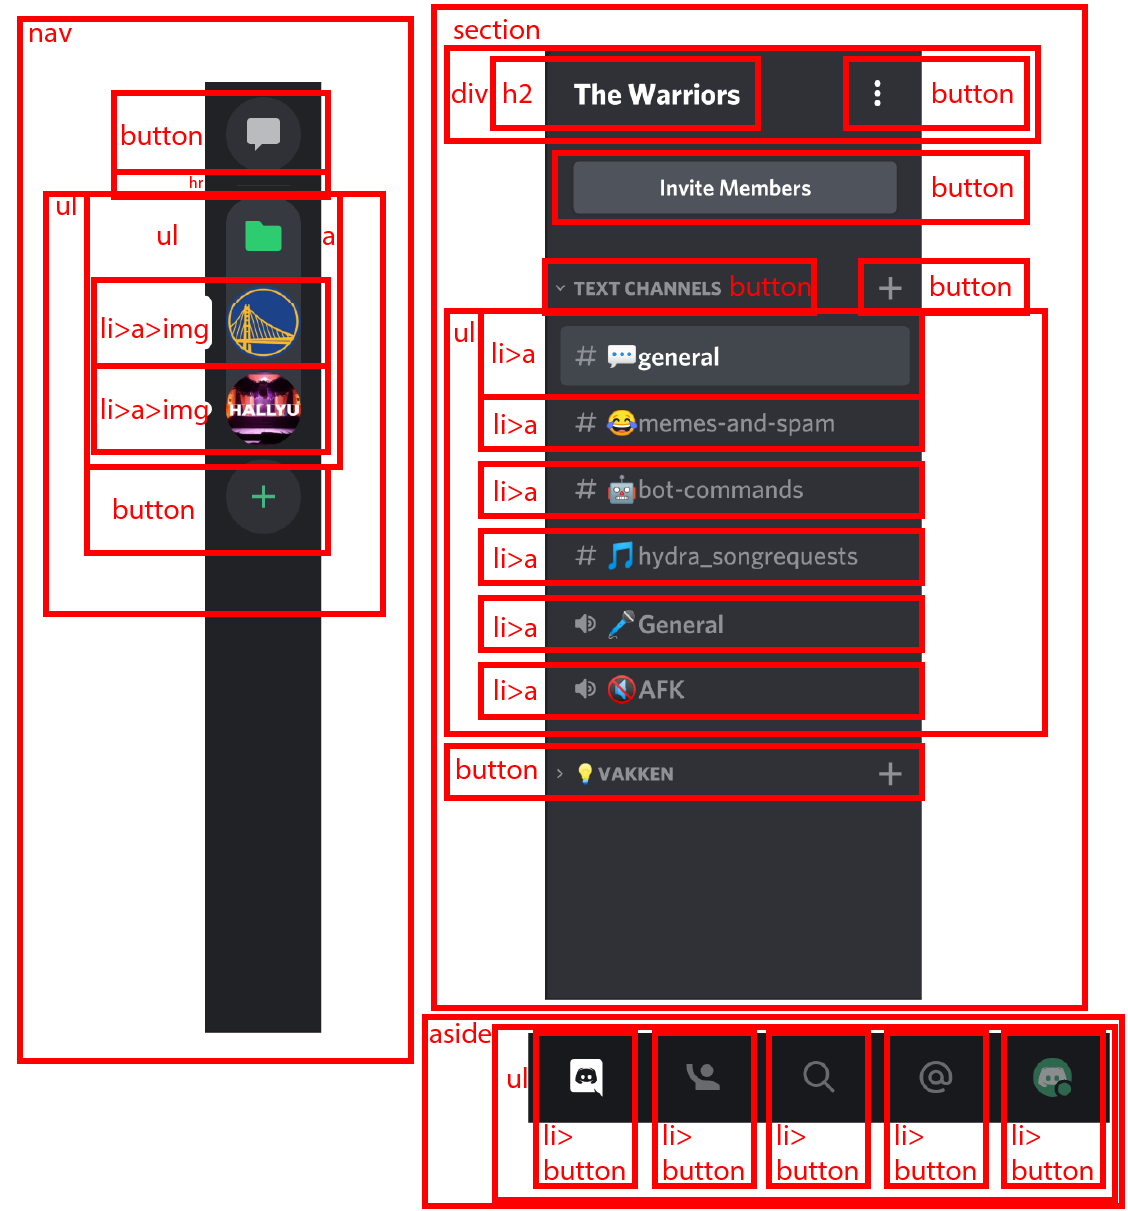 nav
button
hr
ul
ul
a
li>a>img
li>a>img
HALLYU
button
section
div
h2
The Warriors
button
Invite Members
button
TEXT CHANNELS
button
button
ul
li>a
# 💬general
li>a
# 😂memes-and-spam
li>a
# 🤖bot-commands
li>a
# 🎵hydra_songrequests
li>a
🎤General
li>a
🔇AFK
button
💡VAKKEN
aside
ul
li>
button
li>
button
li>
button
li>
button
li>
button